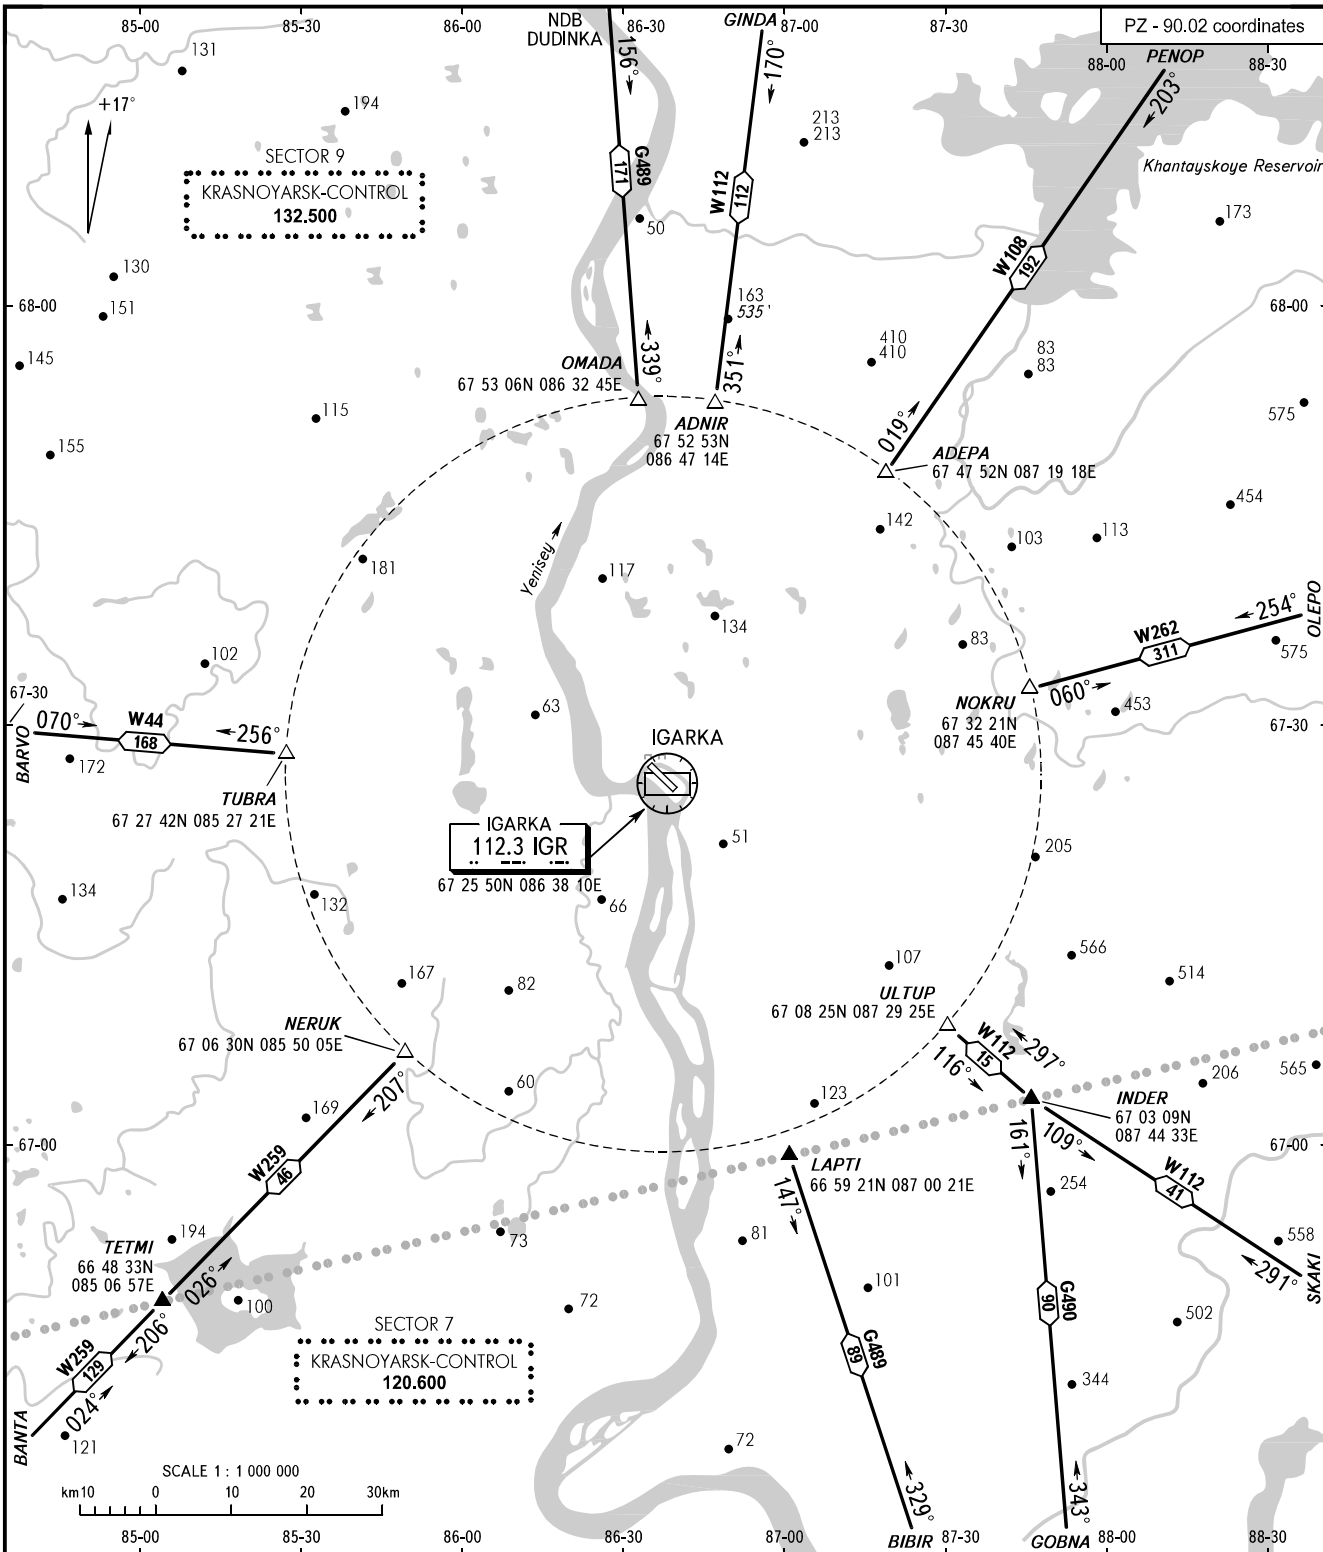 85-00
85-30
86-00
86-30
87-00
87-30
88-00
88-30
PZ - 90.02 coordinates
NDB
DUDINKA
GINDA
PENOP
131
194
+17°
156°
170°
203°
213
213
SECTOR 9
KRASNOYARSK-CONTROL
132.500
G489
171
W112
112
Khantayskoye Reservoir
173
50
W108
192
130
151
68-00
68-00
163
535'
145
339°
351°
410
410
83
83
OMADA
67 53 06N 086 32 45E
115
575
ADNIR
67 52 53N
086 47 14E
019°
ADEPA
67 47 52N 087 19 18E
155
454
142
103
113
181
Yenisey
117
134
254°
OLEPO
W262
311
83
575
102
060°
67-30
63
NOKRU
67 32 21N
087 45 40E
453
67-30
070°
W44
168
256°
BARVO
172
IGARKA
TUBRA
67 27 42N 085 27 21E
IGARKA
112.3 IGR
67 25 50N 086 38 10E
51
205
134
132
66
566
107
514
167
82
ULTUP
67 08 25N 087 29 25E
NERUK
67 06 30N 085 50 05E
W112
15
297°
116°
60
565
206
207°
169
123
INDER
67 03 09N
087 44 33E
161°
109°
67-00
67-00
W259
46
LAPTI
66 59 21N 087 00 21E
147°
W112
41
254
194
73
81
558
TETMI
66 48 33N
085 06 57E
026°
291°
SKAKI
101
100
72
G490
90
502
206°
SECTOR 7
KRASNOYARSK-CONTROL
120.600
W259
129
G489
89
344
024°
BANTA
121
72
SCALE 1 : 1 000 000
km10
0
10
20
30km
329°
343°
85-00
85-30
86-00
86-30
87-00
BIBIR
87-30
GOBNA
88-00
88-30